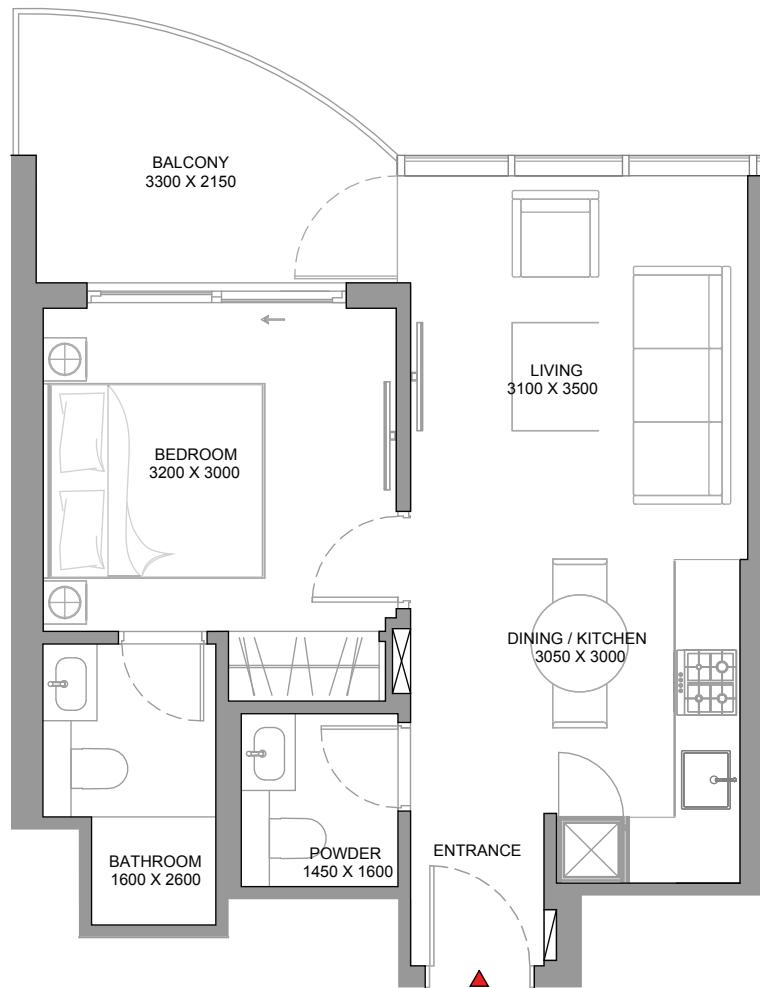 BALCONY
3300 X 2150
LIVING
3100 X 3500
BEDROOM
3200 X 3000
DINING / KITCHEN
3050 X 3000
BATHROOM
1600 X 2600
POWDER
1450 X 1600
ENTRANCE